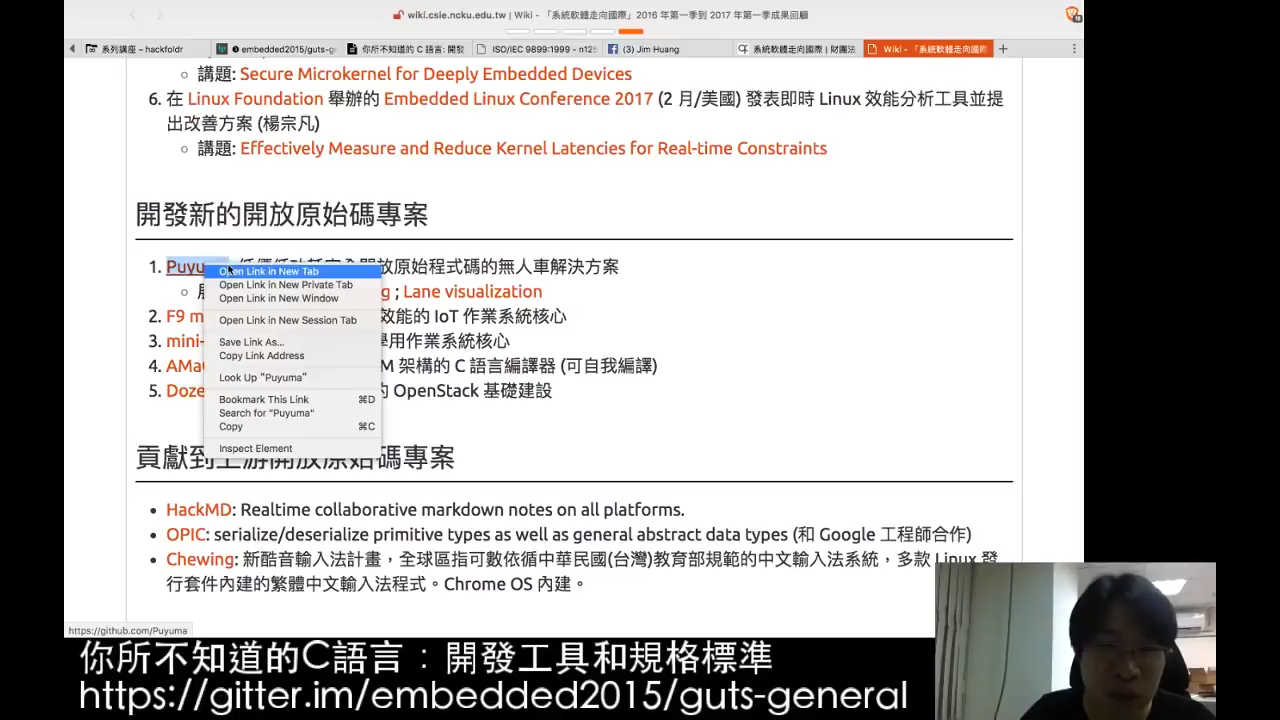 wiki.csie.ncku.edu.tw | Wiki - 「系統軟體走向國際」2016 年第一季到 2017 年第一季成果回顧
系列講座 – hackfoldr
embedded2015/guts-g
你所不知道的 C 語言: 開發
ISO/IEC 9899:1999 - n125
(3) Jim Huang
系統軟體走向國際 | 財團法
Wiki - 「系統軟體走向國際
講題: Secure Microkernel for Deeply Embedded Devices
6. 在 Linux Foundation 舉辦的 Embedded Linux Conference 2017 (2 月/美國) 發表即時 Linux 效能分析工具並提
出改善方案 (楊宗凡)
講題: Effectively Measure and Reduce Kernel Latencies for Real-time Constraints
開發新的開放原始碼專案
1. Puyu 放原始程式碼的無人車解決方案
g ; Lane visualization
2. F9 m 效能的 IoT 作業系統核心
3. mini- 學用作業系統核心
4. AMa M 架構的 C 語言編譯器 (可自我編譯)
5. Doze 的 OpenStack 基礎建設
Open Link in New Tab
Open Link in New Private Tab
Open Link in New Window
Open Link in New Session Tab
Save Link As...
Copy Link Address
Look Up “Puyuma”
Bookmark This Link ⌘D
Search for "Puyuma"
Copy ⌘C
Inspect Element
貢獻到上游開放原始碼專案
• HackMD: Realtime collaborative markdown notes on all platforms.
• OPIC: serialize/deserialize primitive types as well as general abstract data types (和 Google 工程師合作)
• Chewing: 新酷音輸入法計畫，全球區指可數依循中華民國(台灣)教育部規範的中文輸入法系統，多款 Linux 發
行套件內建的繁體中文輸入法程式。Chrome OS 內建。
https://github.com/Puyuma
你所不知道的C語言：開發工具和規格標準
https://gitter.im/embedded2015/guts-general